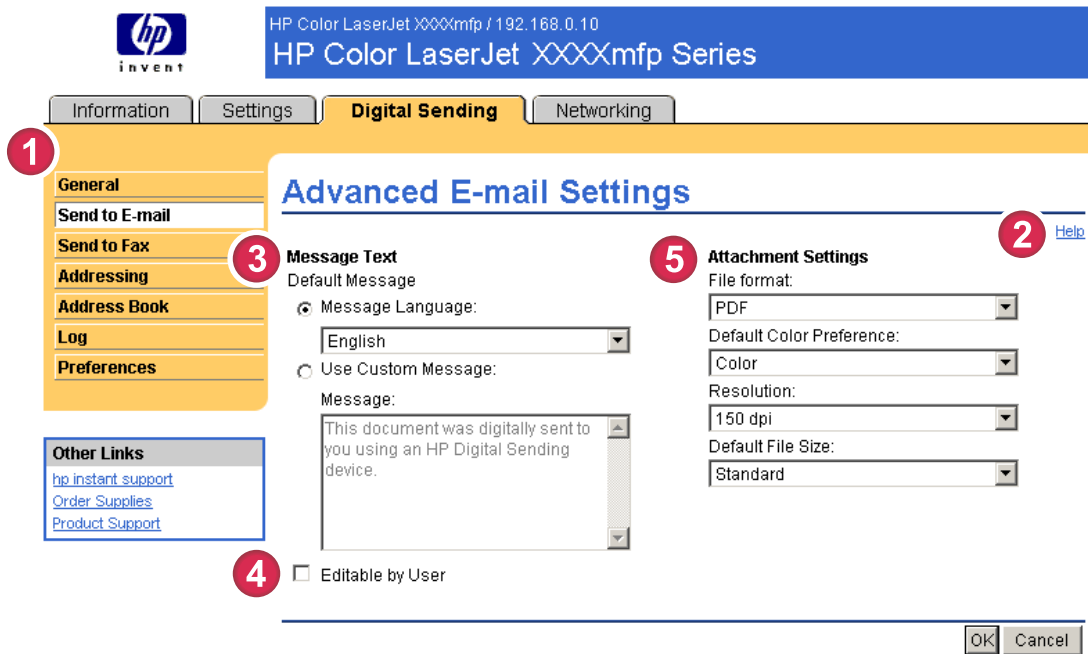 hp
invent
HP Color LaserJet XXXXmfp / 192.168.0.10
HP Color LaserJet XXXXmfp Series
Information
Settings
Digital Sending
Networking
1
General
Send to E-mail
Send to Fax
Addressing
Address Book
Log
Preferences
Other Links
hp instant support
Order Supplies
Product Support
Advanced E-mail Settings
2
Help
3
Message Text
Default Message
Message Language:
English
Use Custom Message:
Message:
This document was digitally sent to
you using an HP Digital Sending
device.
4
Editable by User
5
Attachment Settings
File format:
PDF
Default Color Preference:
Color
Resolution:
150 dpi
Default File Size:
Standard
OK
Cancel